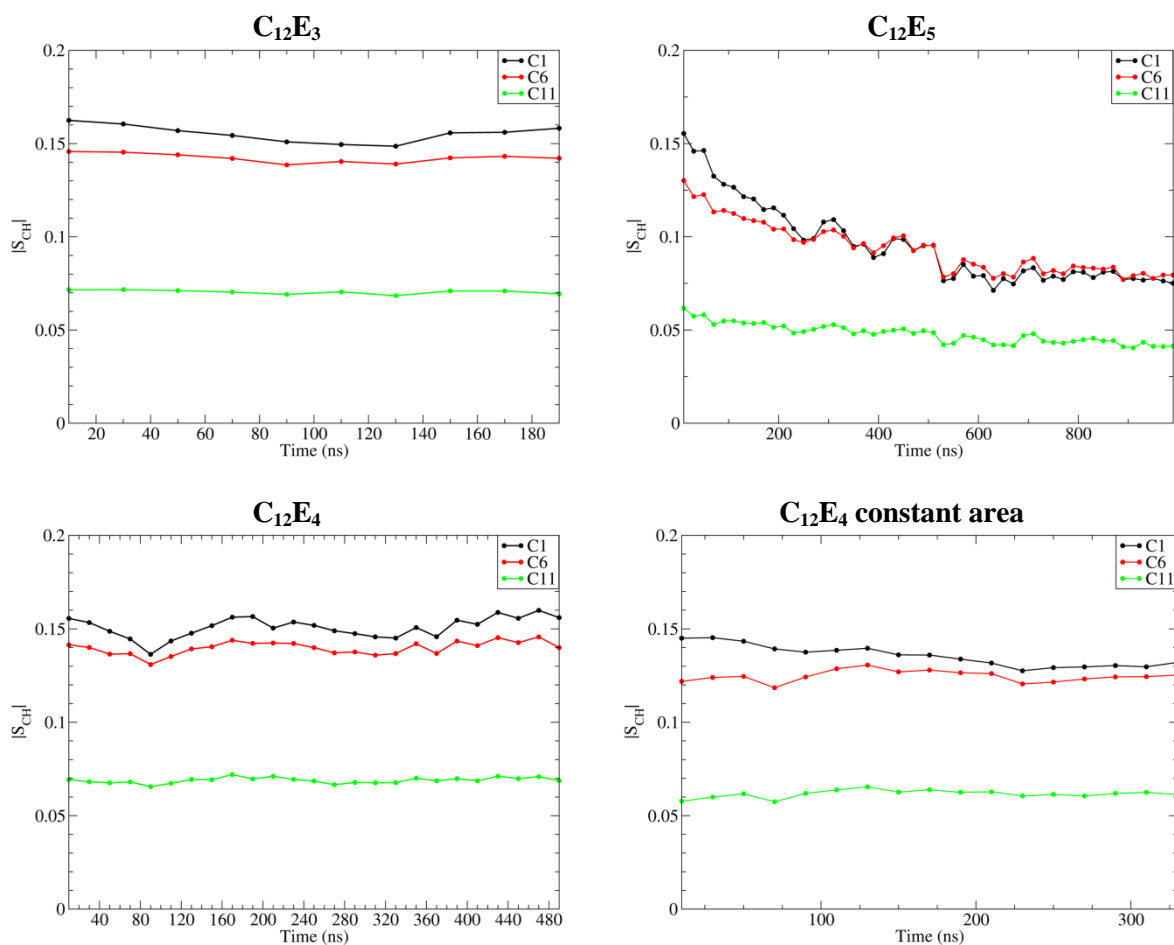 C₁₂E₃
0.2
0.15
0.1
0.05
0
|S_CH|
C1
C6
C11
20 40 60 80 100 120 140 160 180
Time (ns)
C₁₂E₅
0.2
0.15
0.1
0.05
0
|S_CH|
C1
C6
C11
200 400 600 800
Time (ns)
C₁₂E₄
0.2
0.15
0.1
0.05
0
|S_CH|
C1
C6
C11
40 80 120 160 200 240 280 320 360 400 440 480
Time (ns)
C₁₂E₄ constant area
0.2
0.15
0.1
0.05
0
|S_CH|
C1
C6
C11
100 200 300
Time (ns)